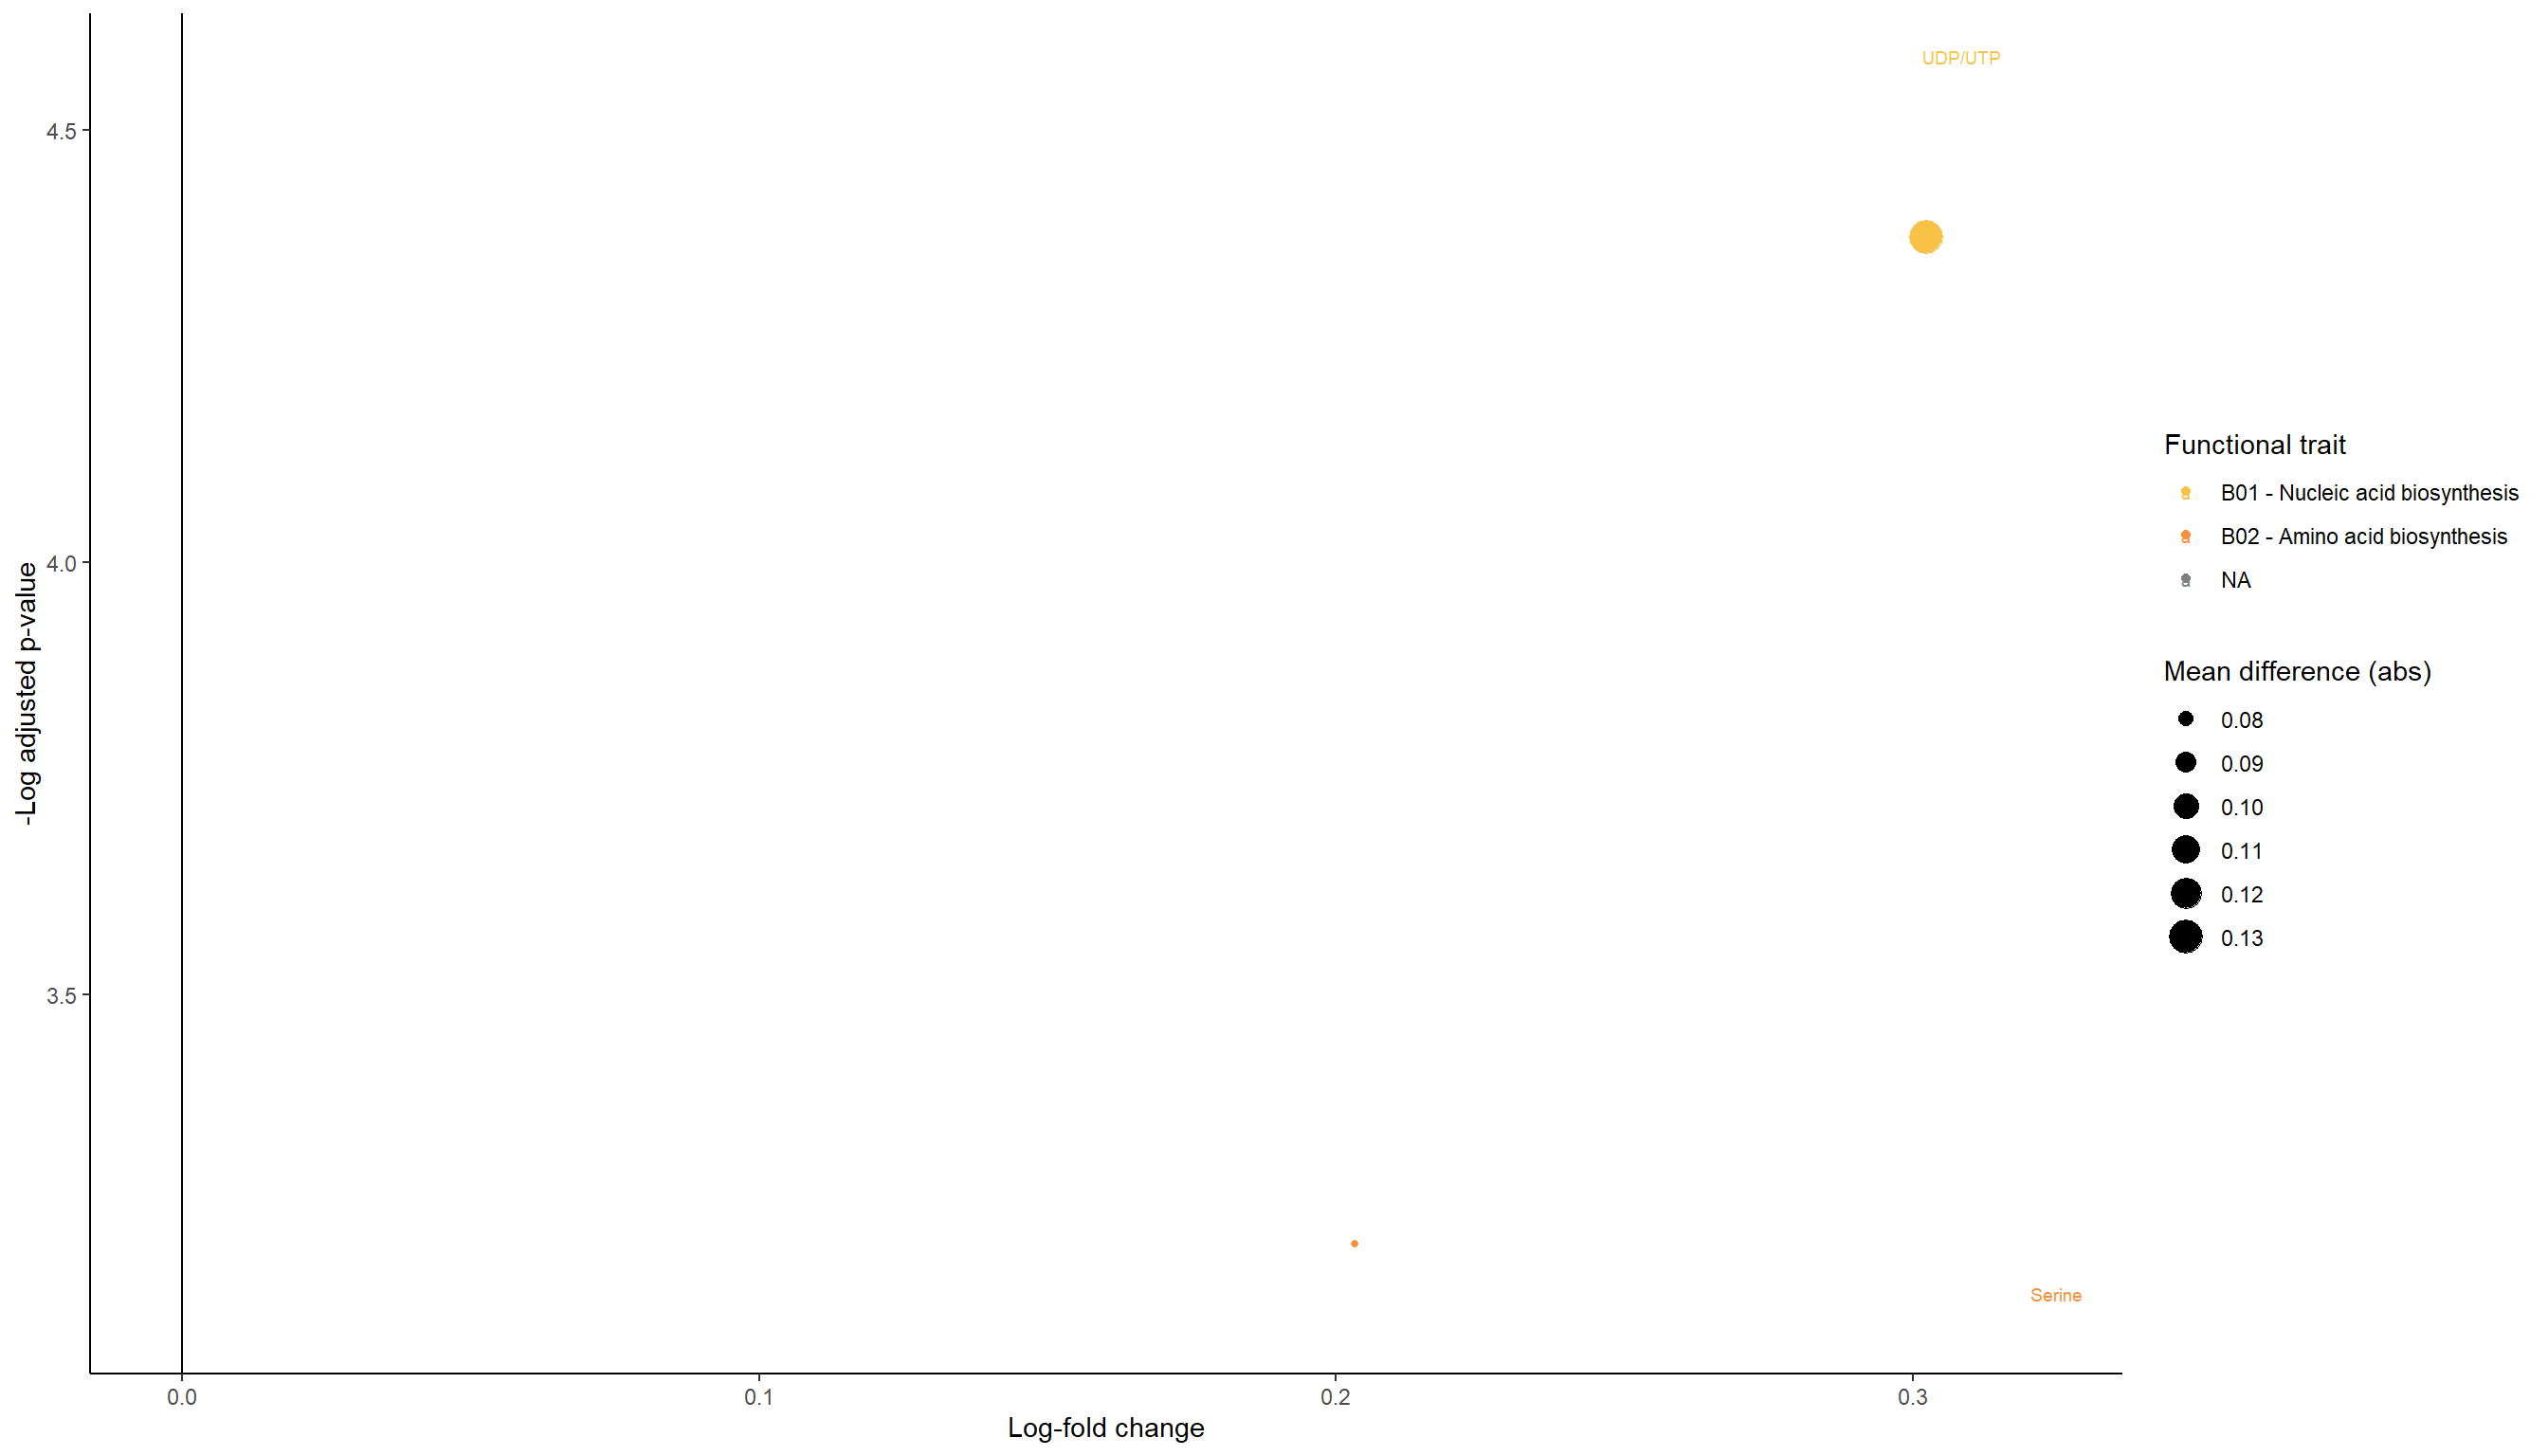 UDP/UTP
4.5
4.0
3.5
-Log adjusted p-value
Serine
0.0
0.1
0.2
0.3
Log-fold change
Functional trait
a B01 - Nucleic acid biosynthesis
a B02 - Amino acid biosynthesis
a NA
Mean difference (abs)
0.08
0.09
0.10
0.11
0.12
0.13